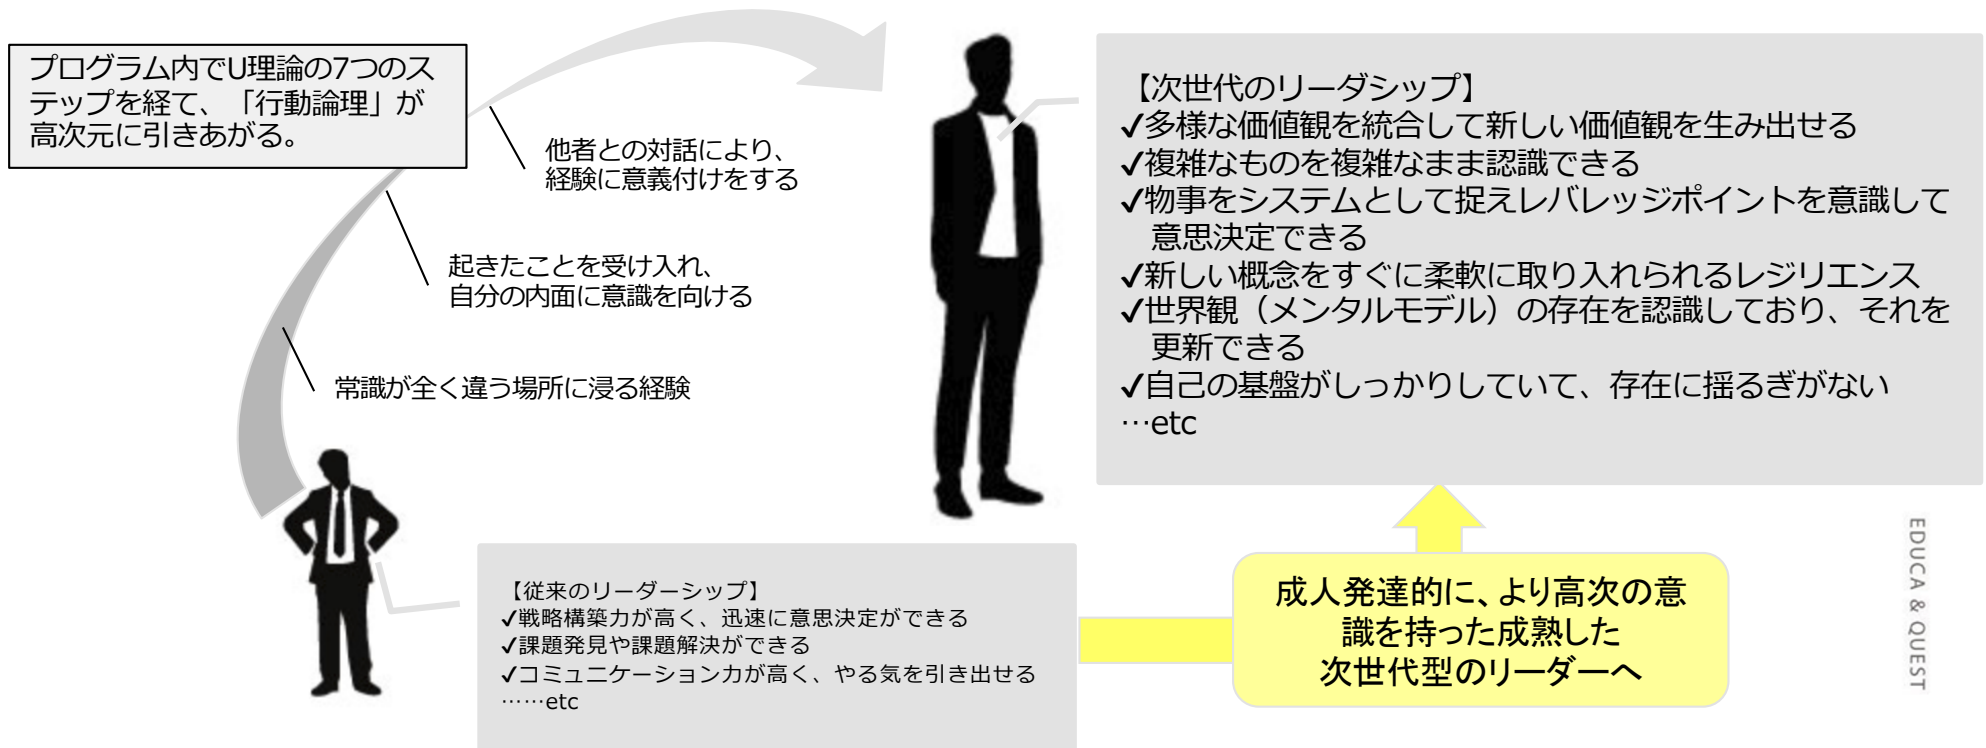 プログラム内でU理論の7つのス
テップを経て、「行動論理」が
高次元に引きあがる。
他者との対話により、
経験に意義付けをする
起きたことを受け入れ、
自分の内面に意識を向ける
常識が全く違う場所に浸る経験
【次世代のリーダシップ】
✓多様な価値観を統合して新しい価値観を生み出せる
✓複雑なものを複雑なまま認識できる
✓物事をシステムとして捉えレバレッジポイントを意識して
意思決定できる
✓新しい概念をすぐに柔軟に取り入れられるレジリエンス
✓世界観（メンタルモデル）の存在を認識しており、それを
更新できる
✓自己の基盤がしっかりしていて、存在に揺るぎがない
…etc
【従来のリーダーシップ】
✓戦略構築力が高く、迅速に意思決定ができる
✓課題発見や課題解決ができる
✓コミュニケーション力が高く、やる気を引き出せる
……etc
成人発達的に、より高次の意
識を持った成熟した
次世代型のリーダーへ
EDUCA & QUEST